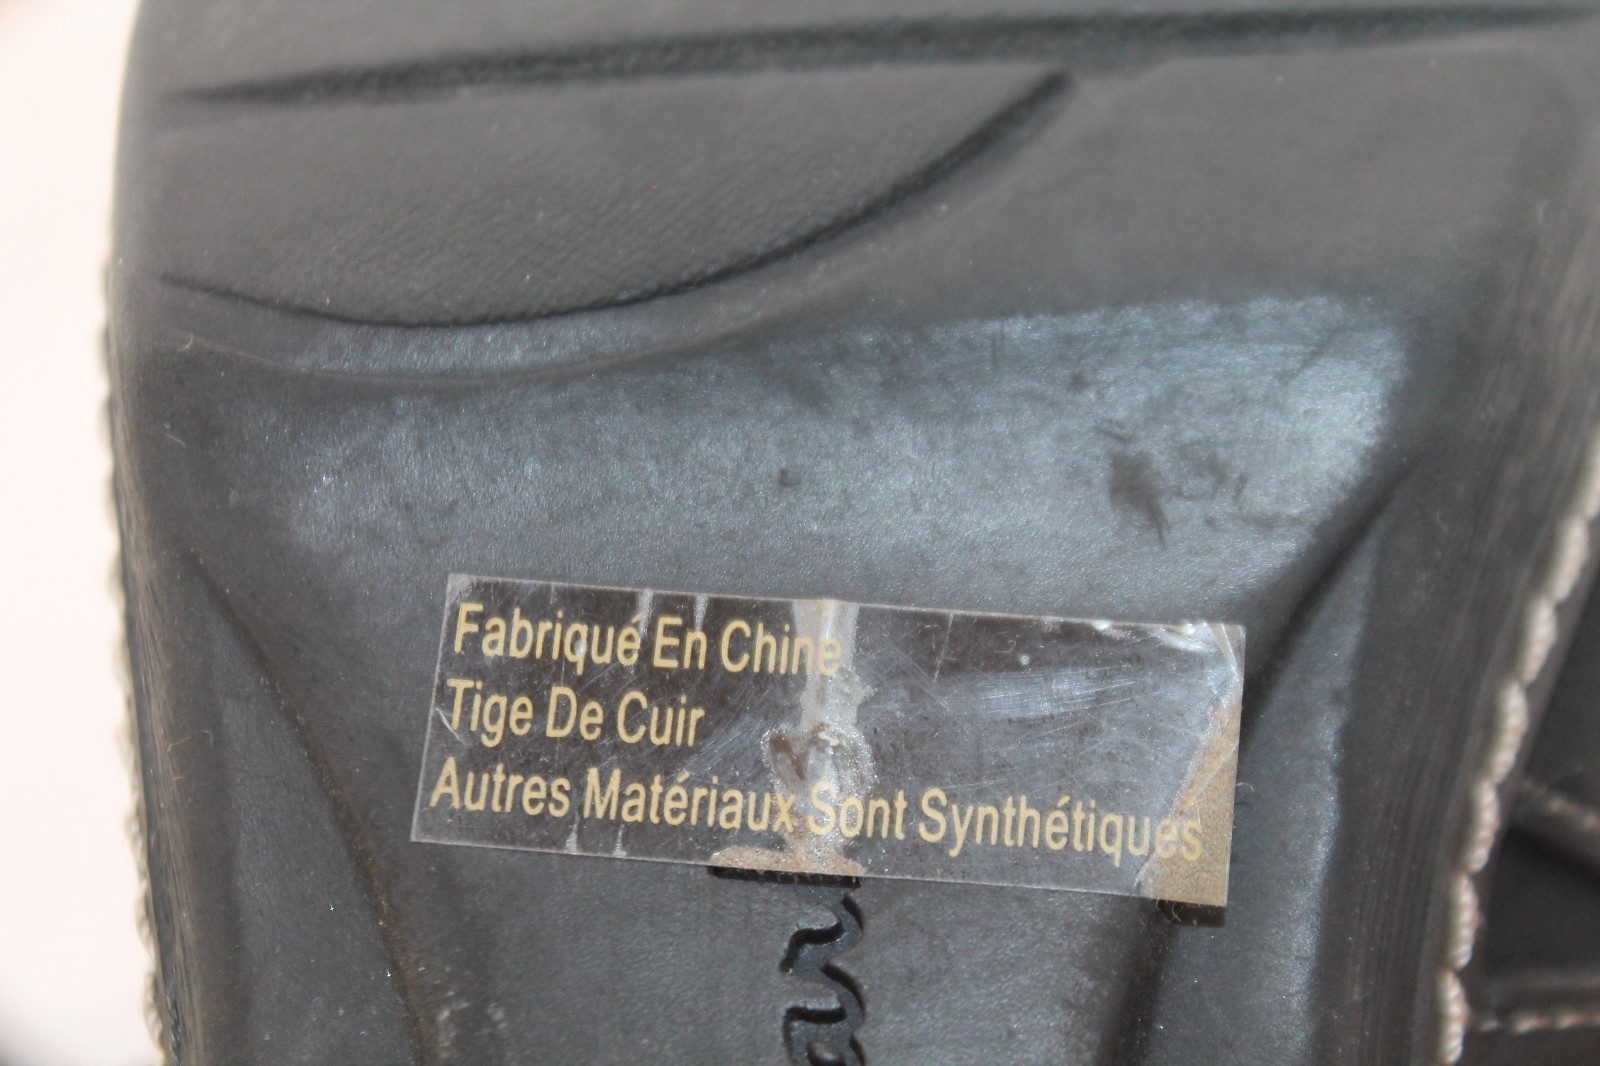 Fabriqué En Chine
Tige De Cuir
Autres Matériaux Sont Synthétiques